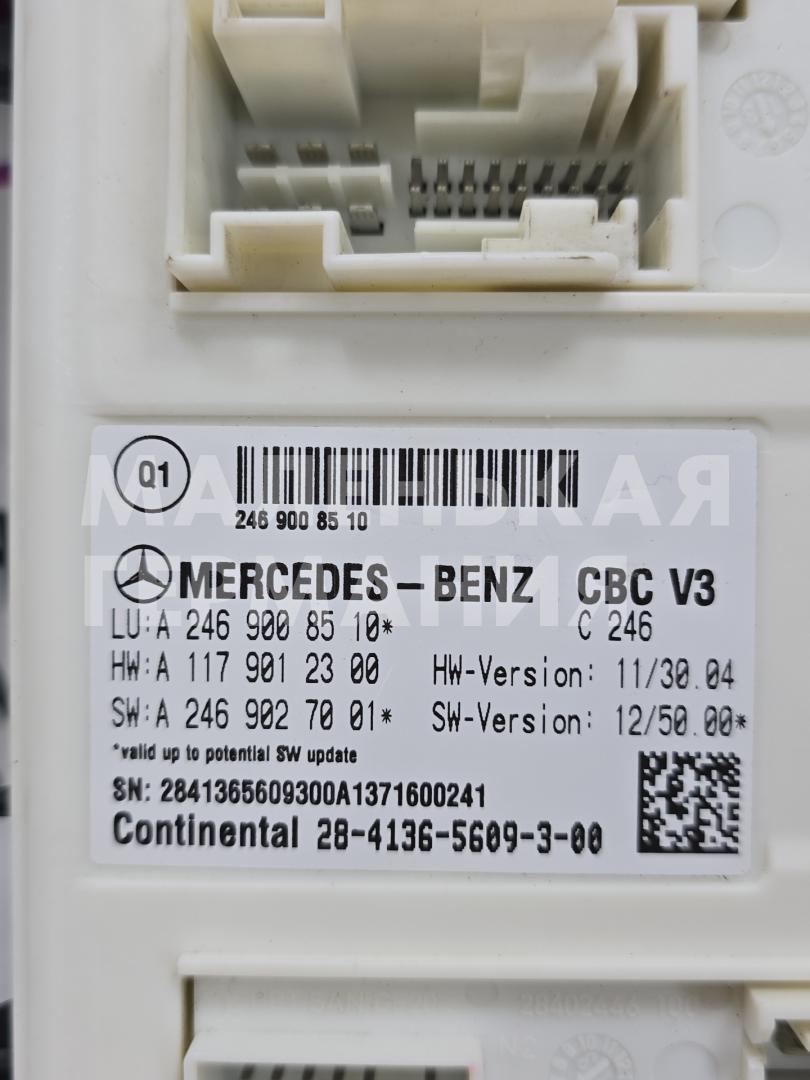 Q1
246 900 85 10
МАЛЕНЬКАЯ
ГЕРМАНИЯ
MERCEDES-BENZ CBC V3
LU:A 246 900 85 10* C 246
HW:A 117 901 23 00 HW-Version: 11/30.04
SW:A 246 902 70 01* SW-Version: 12/50.00*
*valid up to potential SW update
SN: 2841365609300A1371600241
Continental 28-4136-5609-3-00